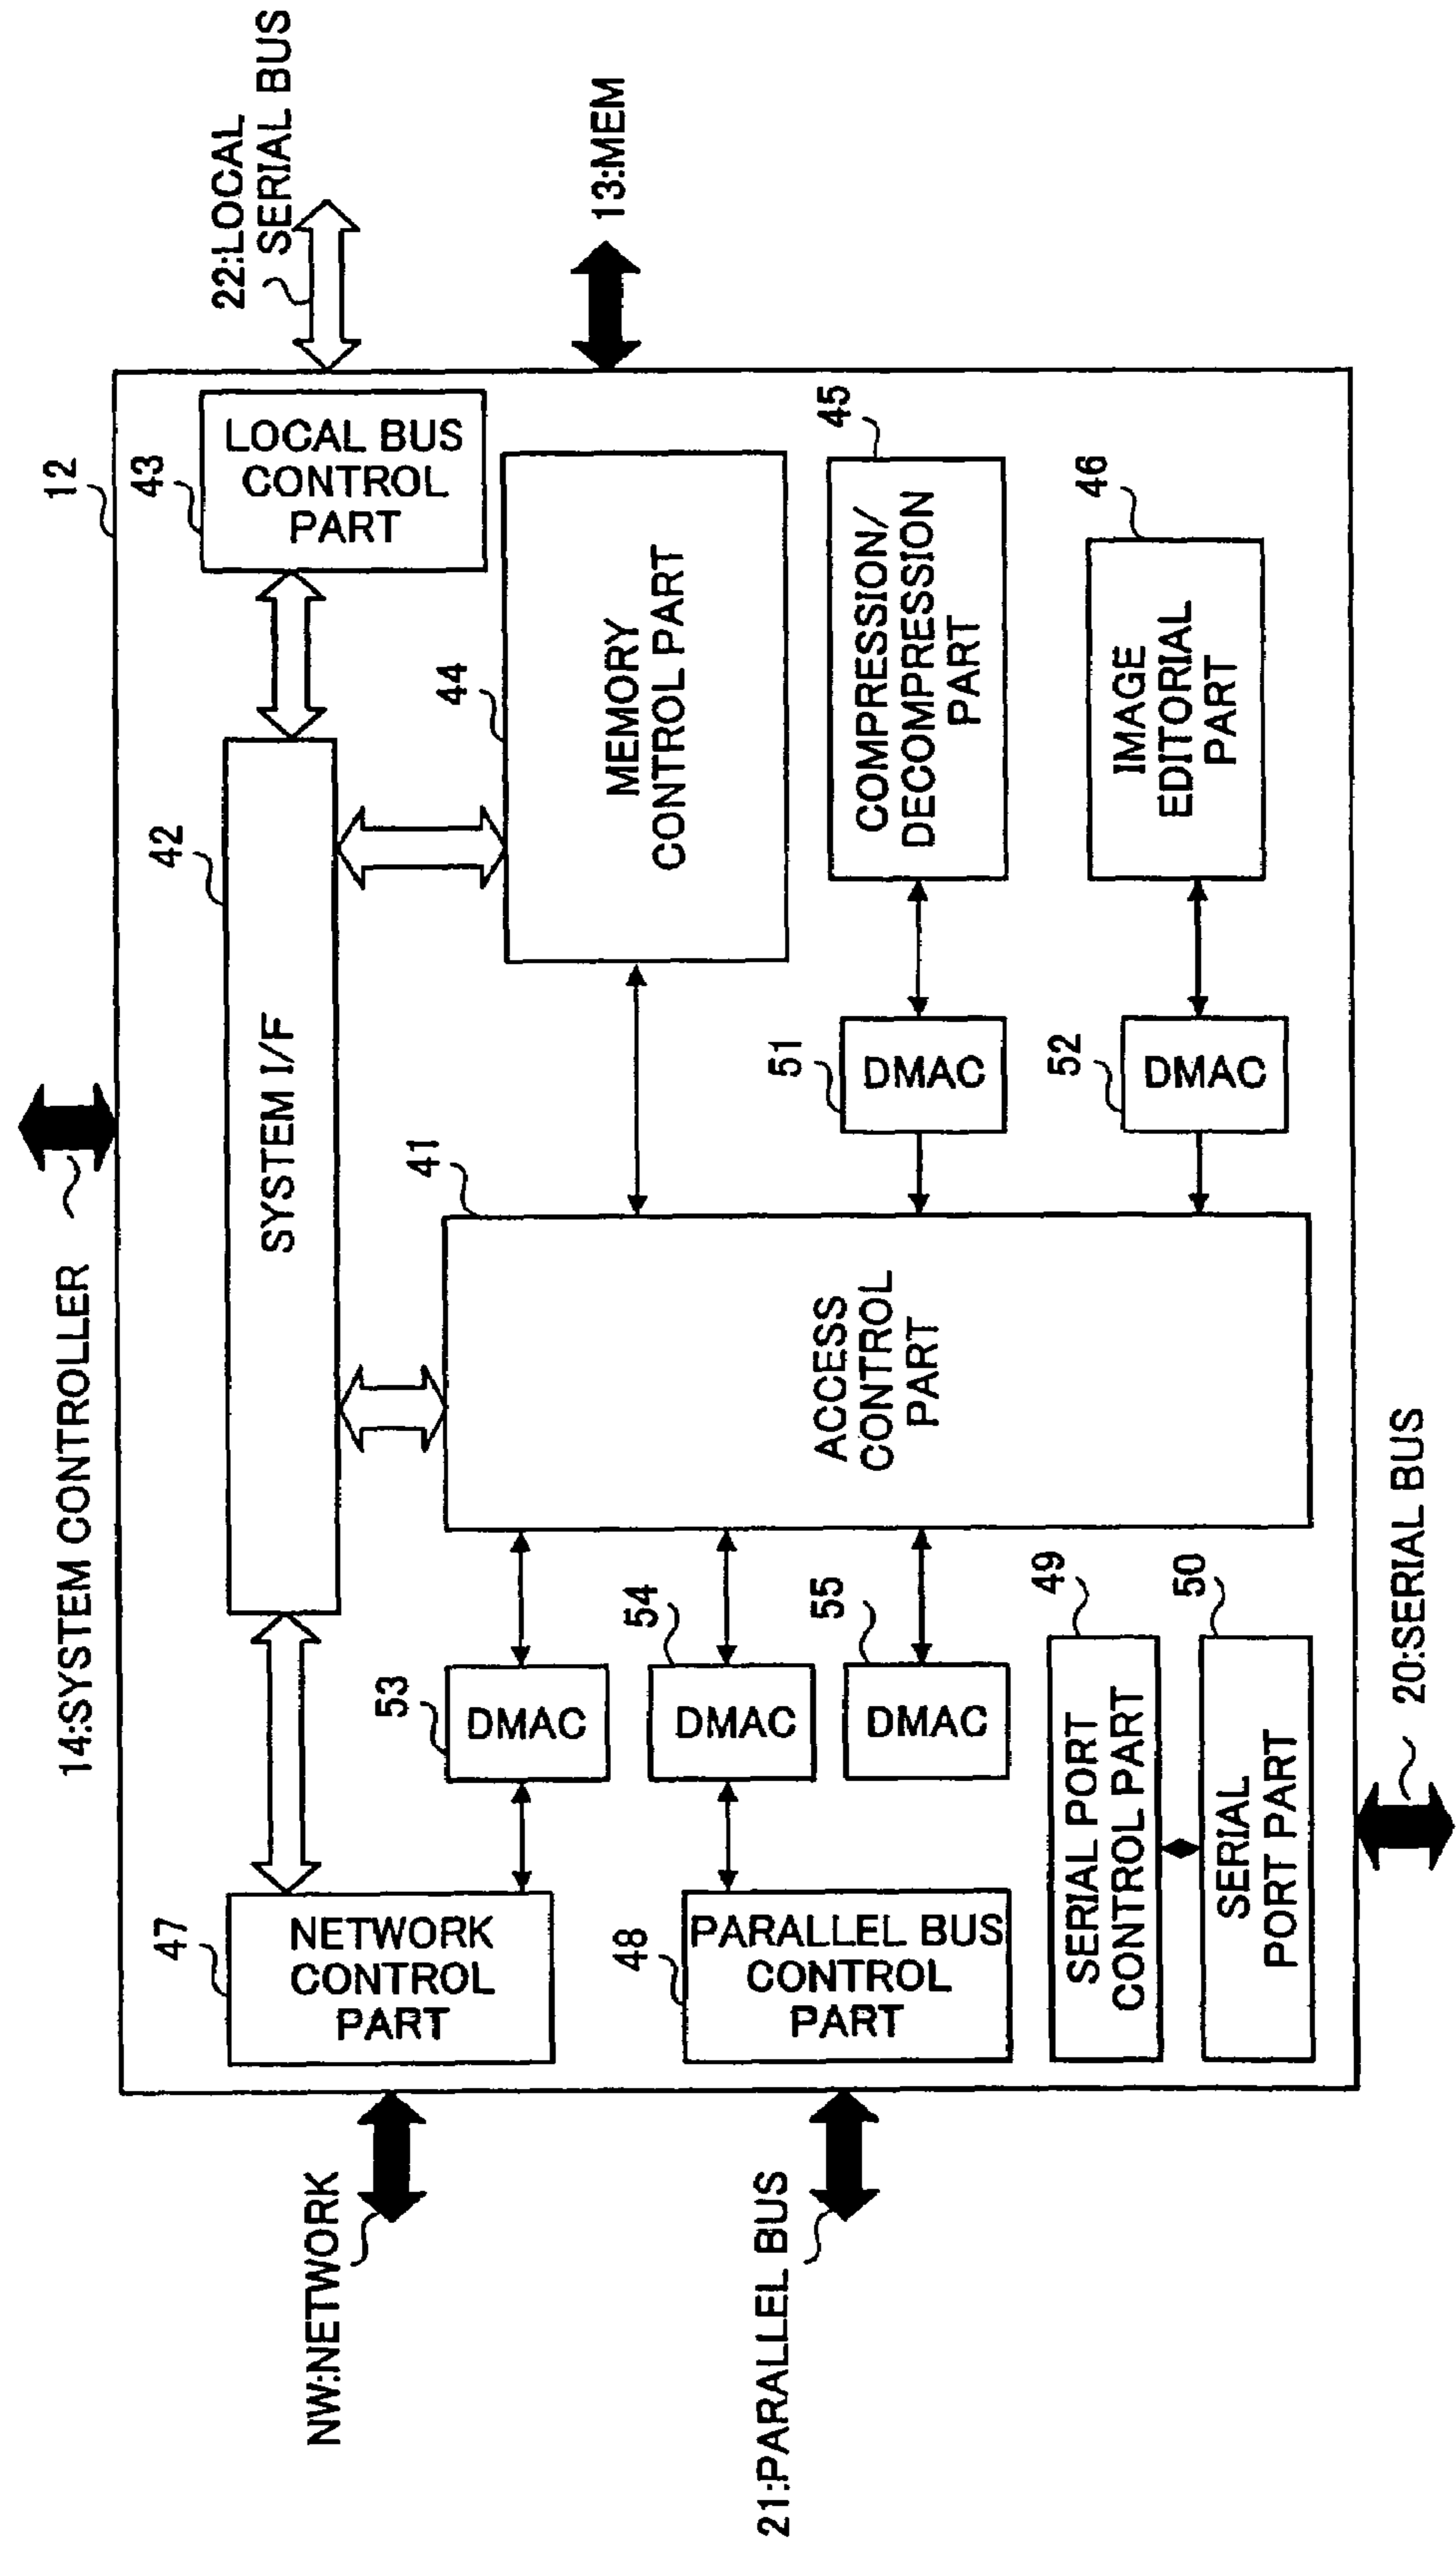 14:SYSTEM CONTROLLER
12
22:LOCAL
SERIAL BUS
42
SYSTEM I/F
43
LOCAL BUS
CONTROL
PART
47
NETWORK
CONTROL
PART
NW:NETWORK
53
DMAC
41
ACCESS
CONTROL
PART
44
MEMORY
CONTROL PART
13:MEM
48
PARALLEL BUS
CONTROL
PART
21:PARALLEL BUS
54
DMAC
55
DMAC
51
DMAC
45
COMPRESSION/
DECOMPRESSION
PART
49
SERIAL PORT
CONTROL PART
50
SERIAL
PORT PART
52
DMAC
46
IMAGE
EDITORIAL
PART
20:SERIAL BUS